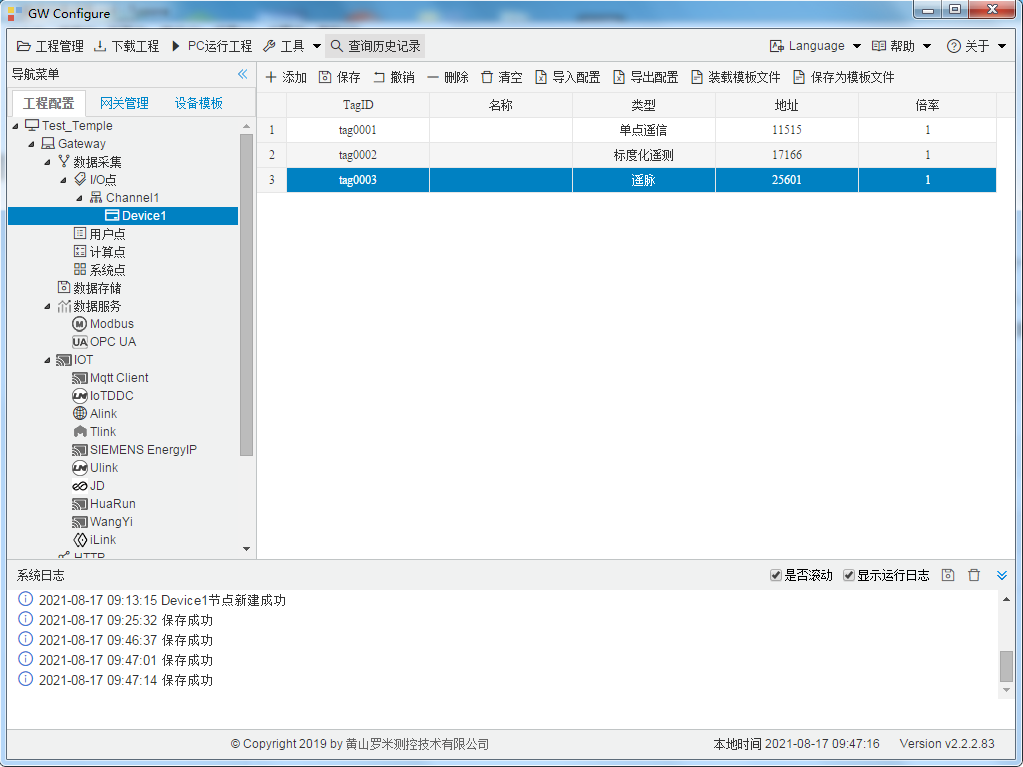 GW Configure
工程管理 下载工程 PC运行工程 工具 查询历史记录 Language 帮助 关于
导航菜单
添加 保存 撤销 删除 清空 导入配置 导出配置 装载模板文件 保存为模板文件
工程配置 网关管理 设备模板
TagID 名称 类型 地址 倍率
1 tag0001 单点遥信 11515 1
2 tag0002 标度化遥测 17166 1
3 tag0003 遥脉 25601 1
Test_Temple
Gateway
数据采集
I/O点
Channel1
Device1
用户点
计算点
系统点
数据存储
数据服务
Modbus
UA OPC UA
IOT
Mqtt Client
IoTDDC
Alink
Tlink
SIEMENS EnergyIP
Ulink
JD
HuaRun
WangYi
iLink
HTTP
系统日志 是否滚动 显示运行日志
2021-08-17 09:13:15 Device1节点新建成功
2021-08-17 09:25:32 保存成功
2021-08-17 09:46:37 保存成功
2021-08-17 09:47:01 保存成功
2021-08-17 09:47:14 保存成功
© Copyright 2019 by 黄山罗米测控技术有限公司 本地时间 2021-08-17 09:47:16 Version v2.2.2.83